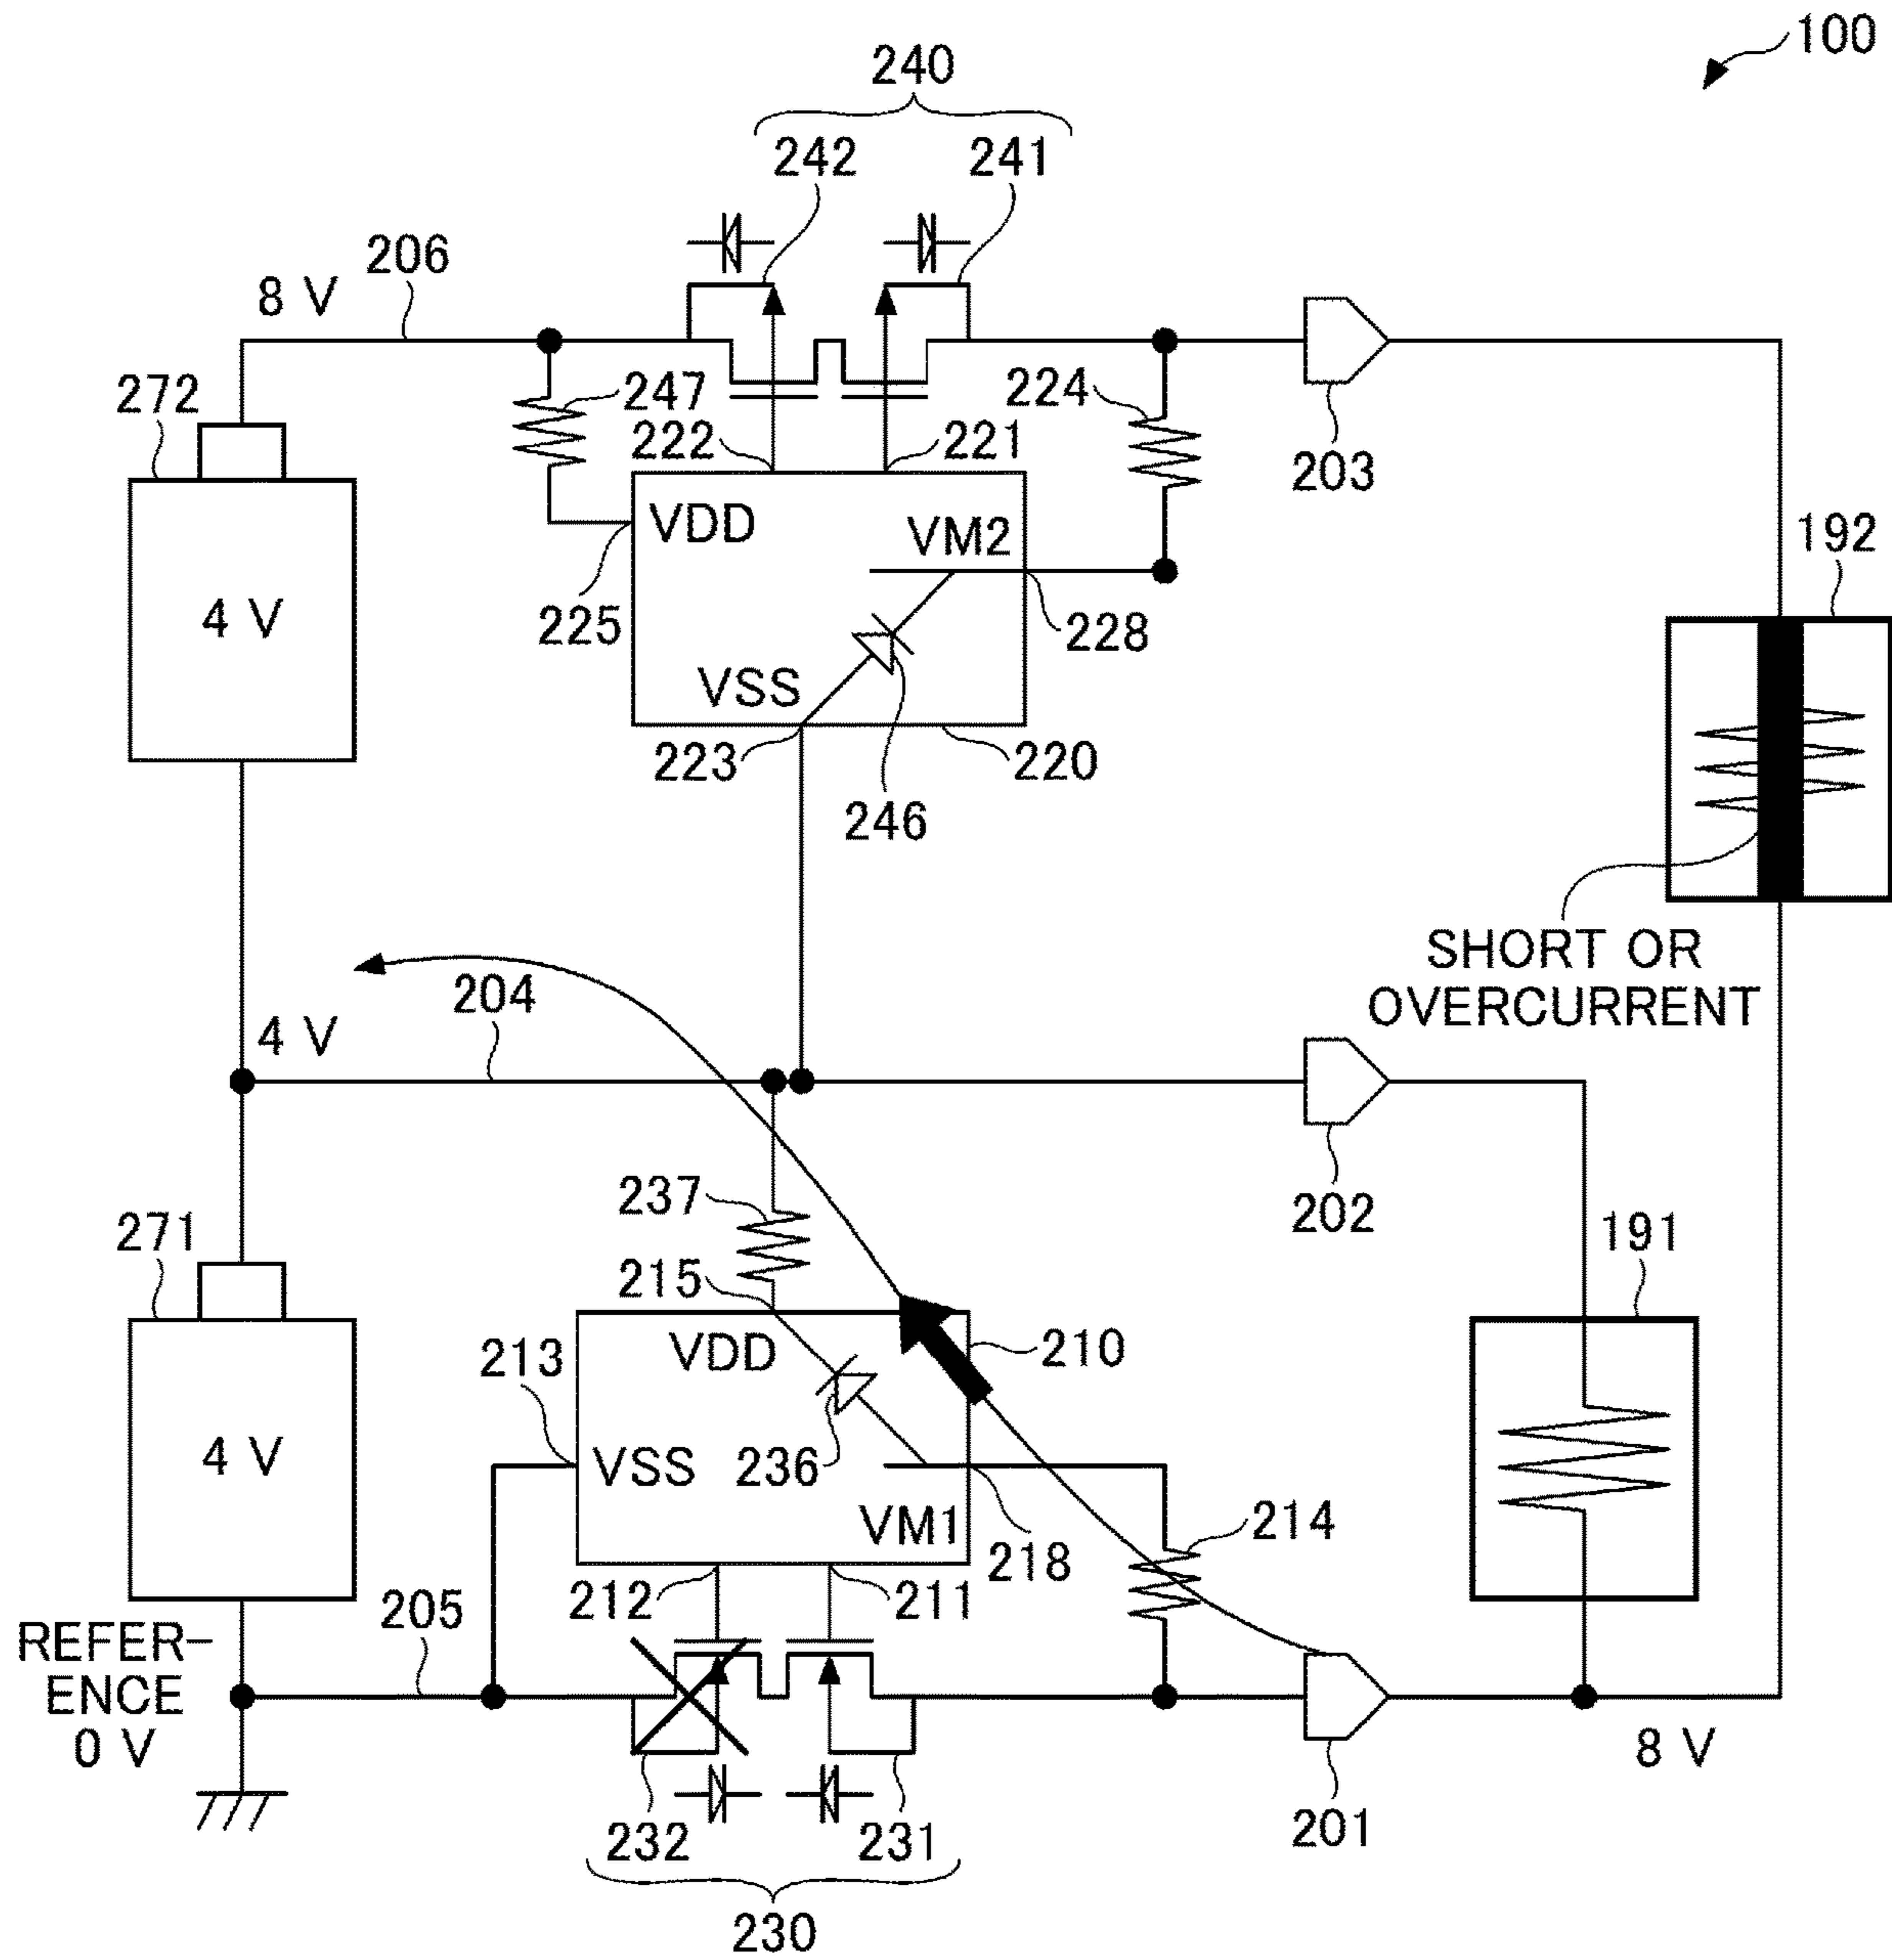 100
240
242
241
206
8 V
272
247
222
221
224
203
VDD
VM2
192
4 V
225
228
VSS
223
220
246
SHORT OR
OVERCURRENT
204
4 V
202
237
271
215
191
213
VDD
210
4 V
VSS
236
VM1
218
214
212
211
205
REFER-
ENCE
0 V
8 V
232
231
201
230